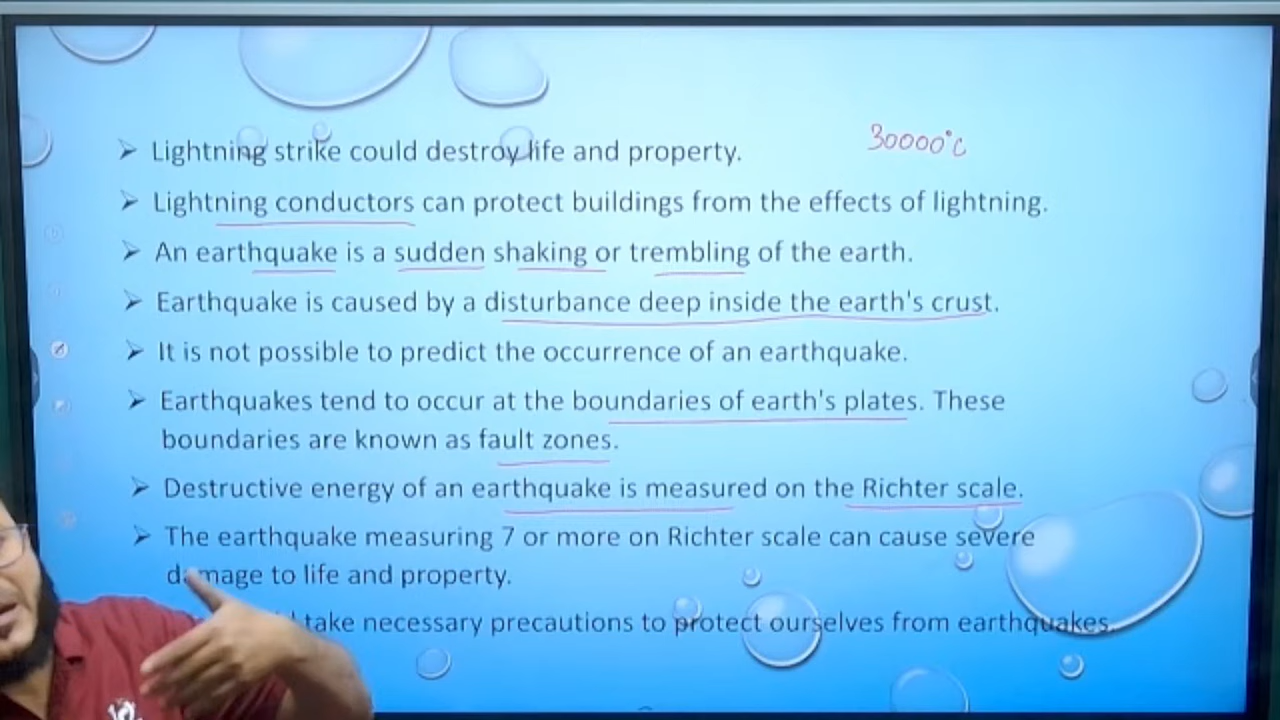 30000°C
➤ Lightning strike could destroy life and property.
➤ Lightning conductors can protect buildings from the effects of lightning.
➤ An earthquake is a sudden shaking or trembling of the earth.
➤ Earthquake is caused by a disturbance deep inside the earth's crust.
➤ It is not possible to predict the occurrence of an earthquake.
➤ Earthquakes tend to occur at the boundaries of earth's plates. These
boundaries are known as fault zones.
➤ Destructive energy of an earthquake is measured on the Richter scale.
➤ The earthquake measuring 7 or more on Richter scale can cause severe
damage to life and property.
take necessary precautions to protect ourselves from earthquakes.